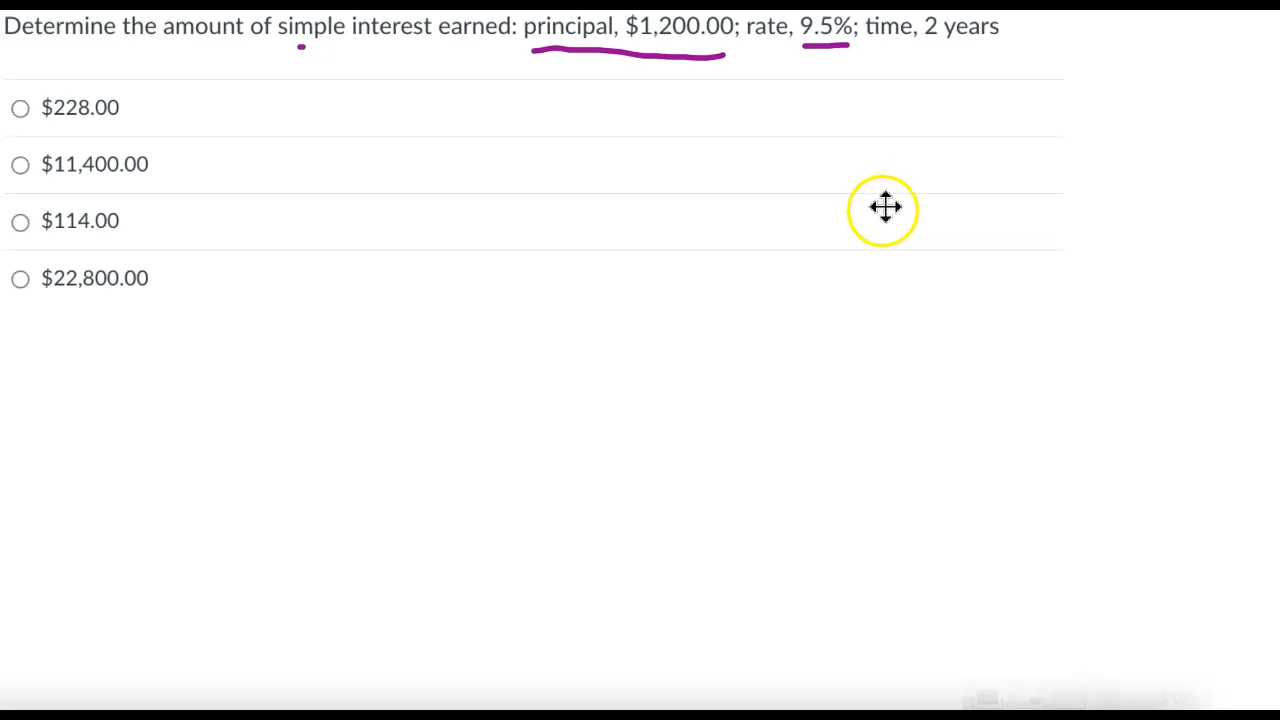 Determine the amount of simple interest earned: principal, $1,200.00; rate, 9.5%; time, 2 years
$228.00
$11,400.00
$114.00
$22,800.00